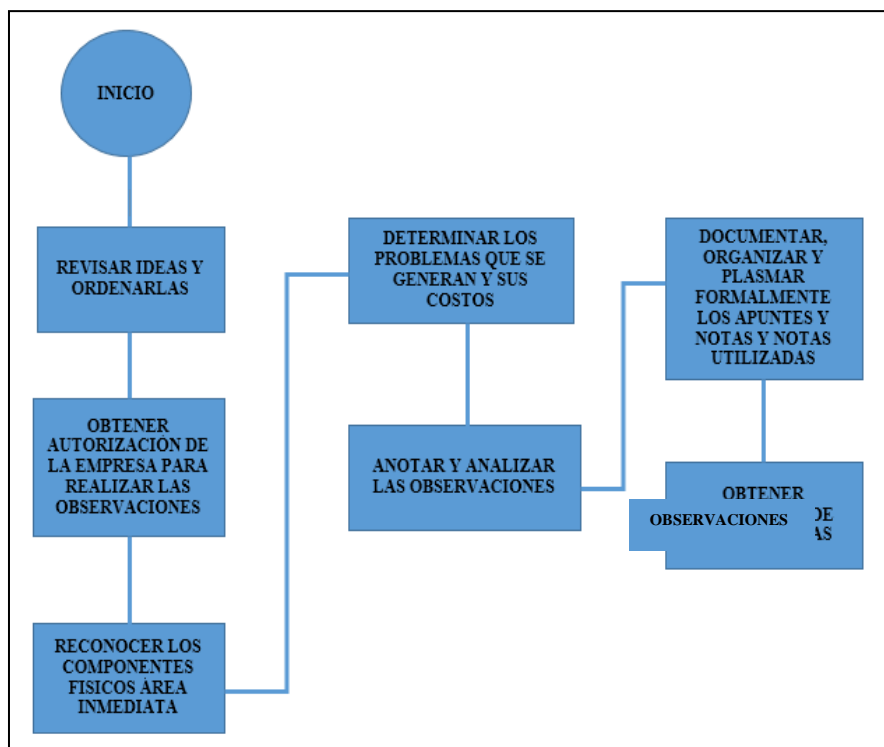 INICIO
REVISAR IDEAS Y
ORDENARLAS
OBTENER
AUTORIZACIÓN DE
LA EMPRESA PARA
REALIZAR LAS
OBSERVACIONES
RECONOCER LOS
COMPONENTES
FISICOS ÁREA
INMEDIATA
DETERMINAR LOS
PROBLEMAS QUE SE
GENERAN Y SUS
COSTOS
ANOTAR Y ANALIZAR
LAS OBSERVACIONES
DOCUMENTAR,
ORGANIZAR Y
PLASMAR
FORMALMENTE
LOS APUNTES Y
NOTAS Y NOTAS
UTILIZADAS
OBTENER
OBSERVACIONES DE